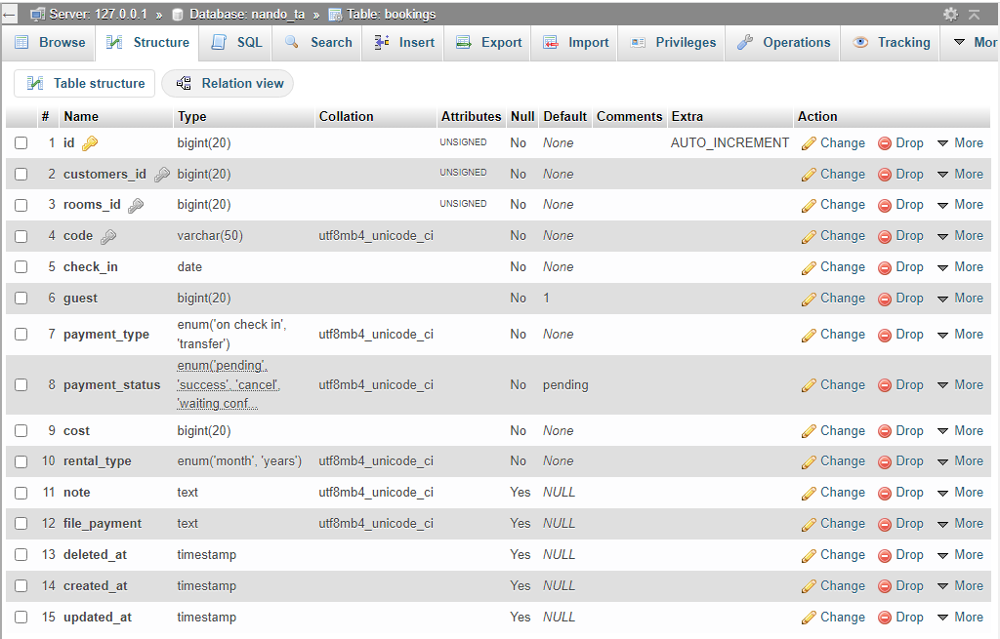 Server: 127.0.0.1 » Database: nando_ta » Table: bookings
Browse Structure SQL Search Insert Export Import Privileges Operations Tracking Mor
Table structure Relation view
# Name Type Collation Attributes Null Default Comments Extra Action
1 id bigint(20) UNSIGNED No None AUTO_INCREMENT Change Drop More
2 customers_id bigint(20) UNSIGNED No None Change Drop More
3 rooms_id bigint(20) UNSIGNED No None Change Drop More
4 code varchar(50) utf8mb4_unicode_ci No None Change Drop More
5 check_in date No None Change Drop More
6 guest bigint(20) No 1 Change Drop More
7 payment_type enum('on check in', 'transfer') utf8mb4_unicode_ci No None Change Drop More
8 payment_status enum('pending', 'success', 'cancel', 'waiting conf... utf8mb4_unicode_ci No pending Change Drop More
9 cost bigint(20) No None Change Drop More
10 rental_type enum('month', 'years') utf8mb4_unicode_ci No None Change Drop More
11 note text utf8mb4_unicode_ci Yes NULL Change Drop More
12 file_payment text utf8mb4_unicode_ci Yes NULL Change Drop More
13 deleted_at timestamp Yes NULL Change Drop More
14 created_at timestamp Yes NULL Change Drop More
15 updated_at timestamp Yes NULL Change Drop More